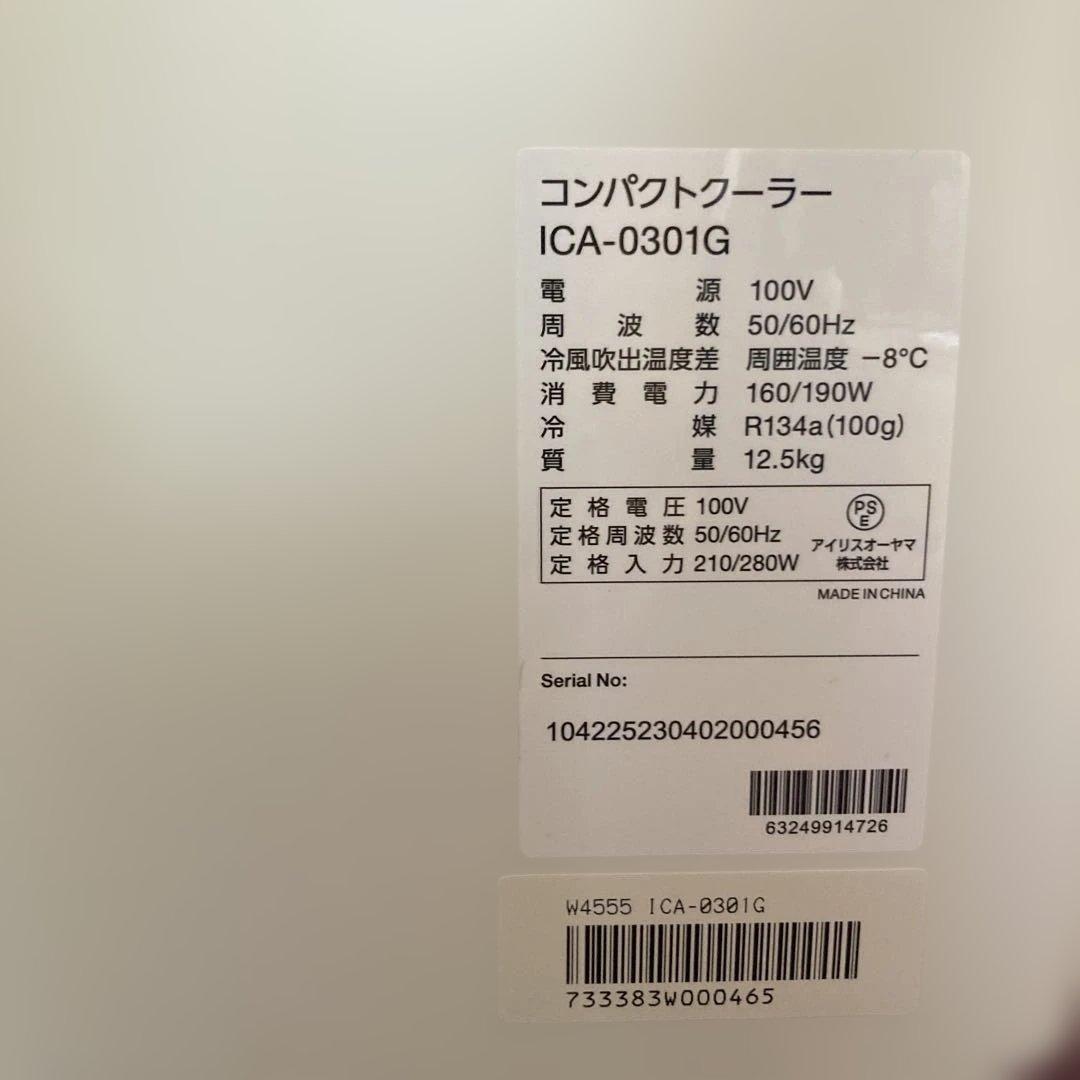 コンパクトクーラー
ICA-0301G
電源 100V
周波数 50/60Hz
冷風吹出温度差 周囲温度 −8℃
消費電力 160/190W
冷媒 R134a(100g)
質量 12.5kg
定格電圧 100V
定格周波数 50/60Hz
定格入力 210/280W
PSE
アイリスオーヤマ
株式会社
MADE IN CHINA
Serial No:
104225230402000456
63249914726
W4555 ICA-0301G
733383W000465